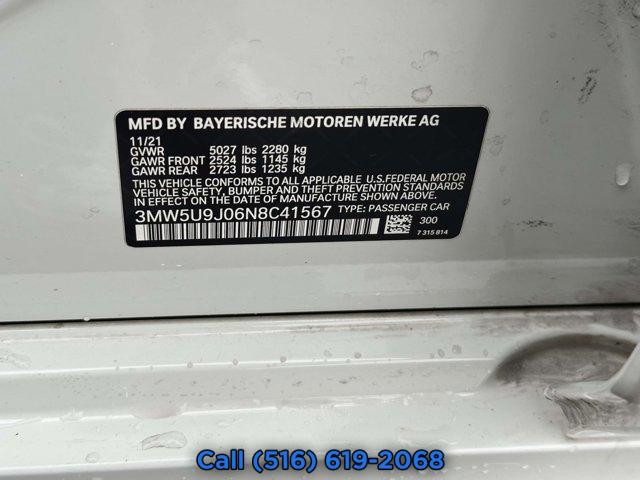 MFD BY BAYERISCHE MOTOREN WERKE AG
11/21
GVWR 5027 lbs 2280 kg
GAWR FRONT 2524 lbs 1145 kg
GAWR REAR 2723 lbs 1235 kg
THIS VEHICLE CONFORMS TO ALL APPLICABLE U.S.FEDERAL MOTOR
VEHICLE SAFETY, BUMPER AND THEFT PREVENTION STANDARDS
IN EFFECT ON THE DATE OF MANUFACTURE SHOWN ABOVE.
3MW5U9J06N8C41567 TYPE: PASSENGER CAR
300
7 315 814
Call (516) 619-2068